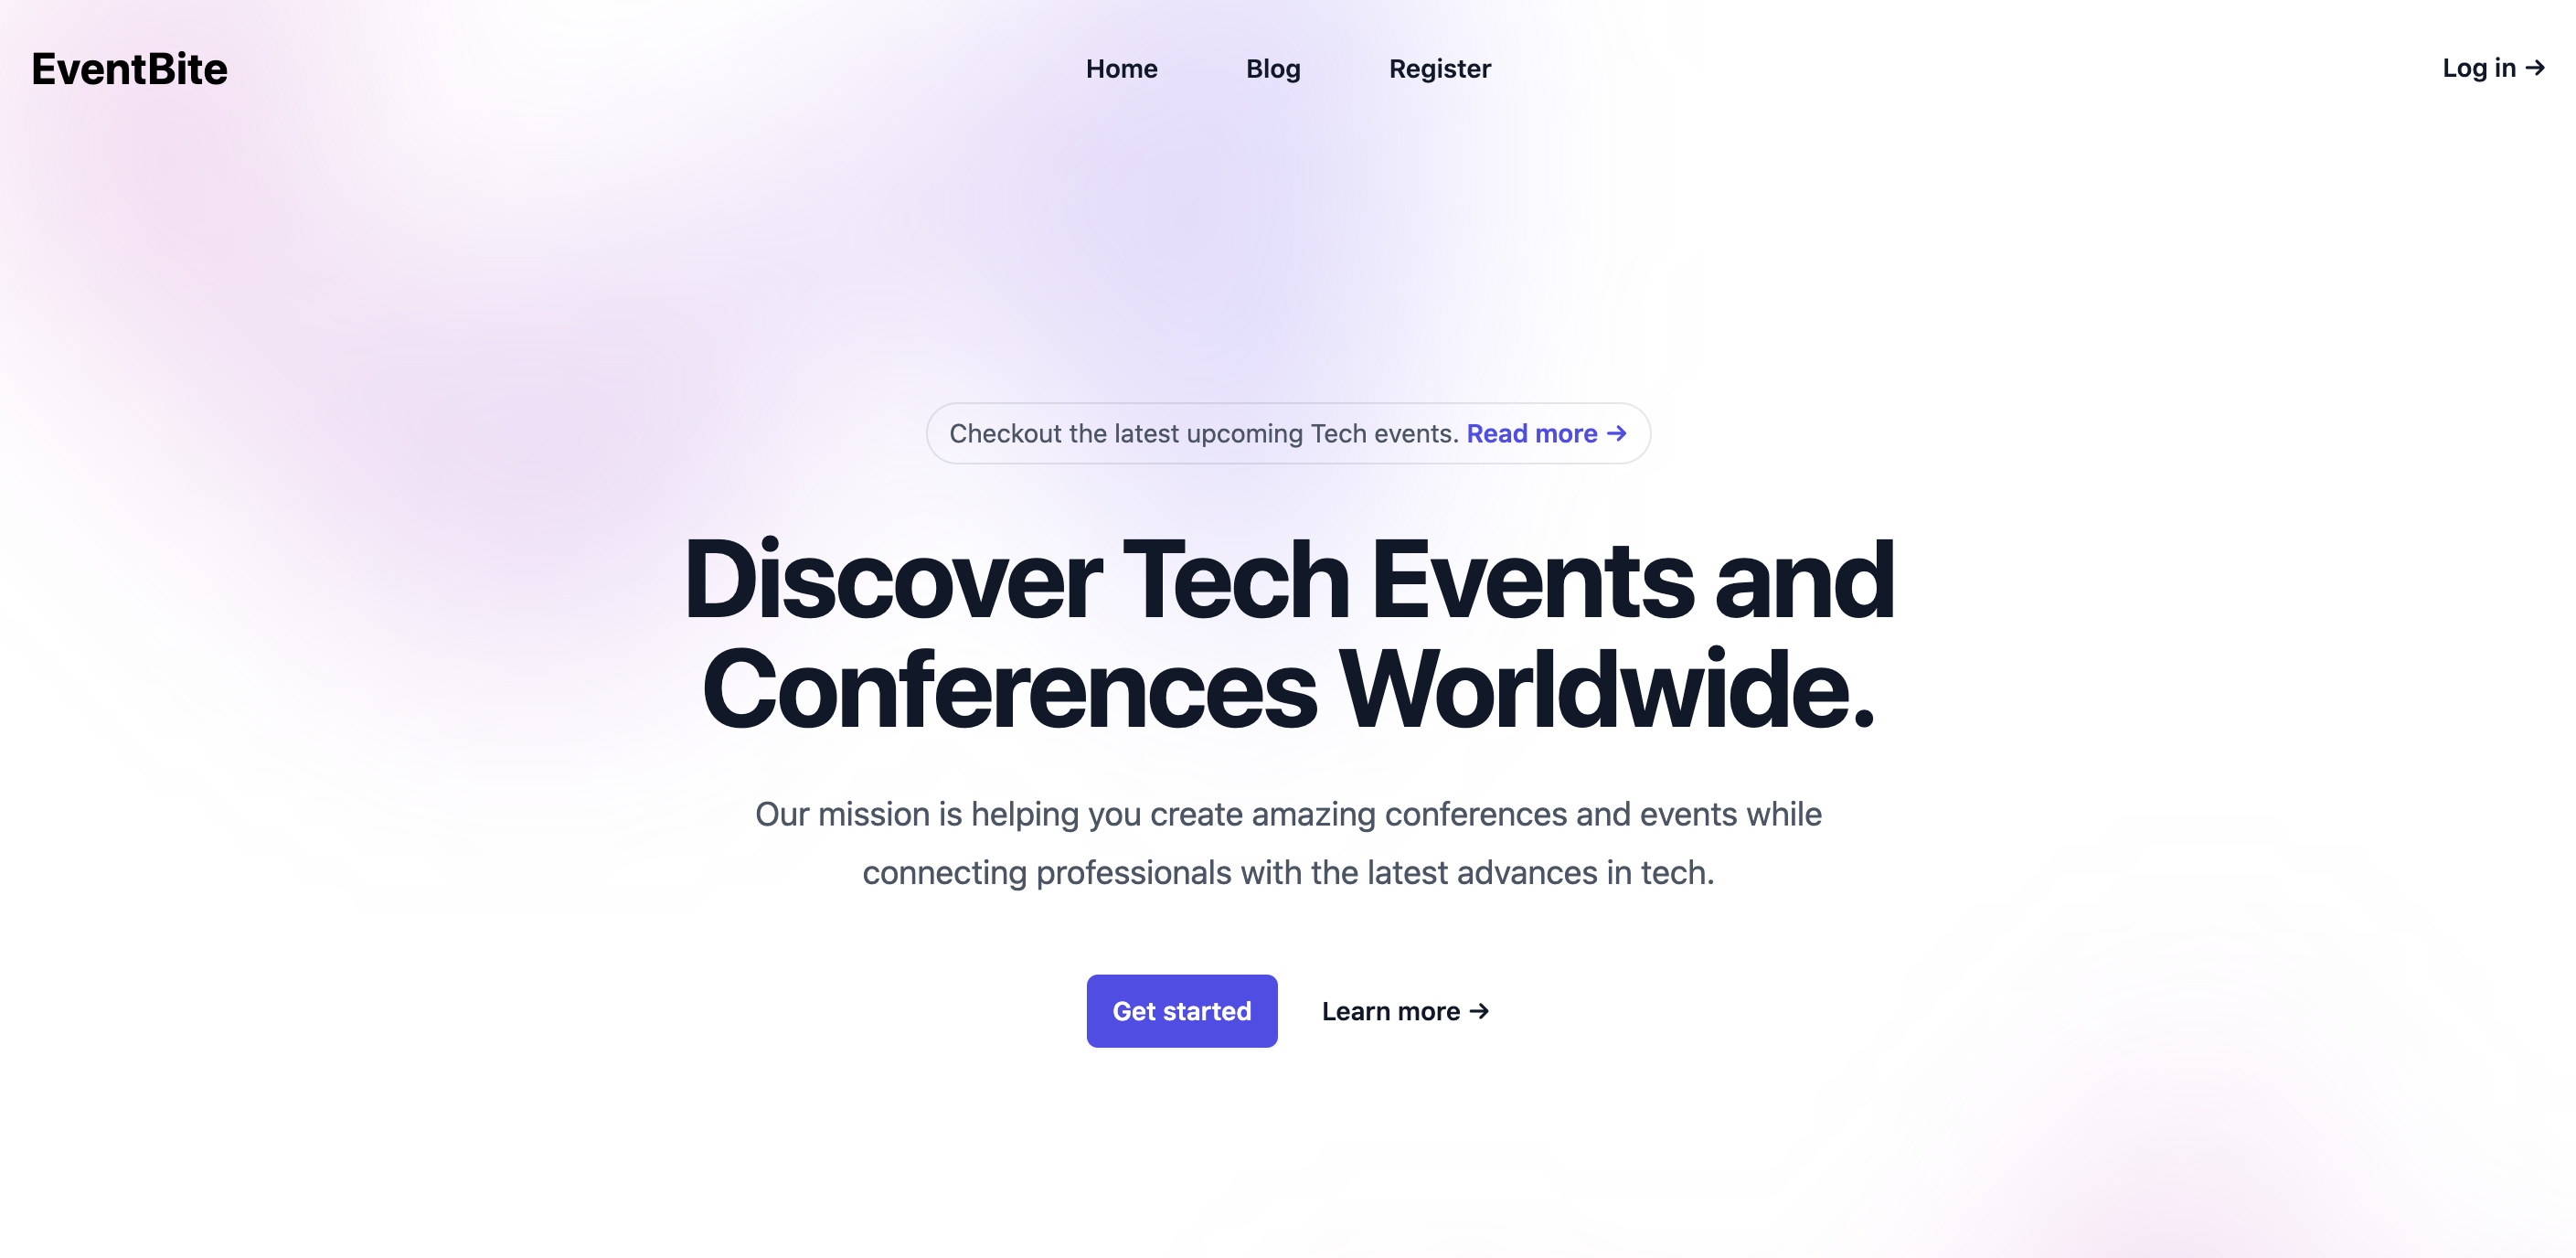 EventBite
Home
Blog
Register
Log in →
Checkout the latest upcoming Tech events. Read more →
Discover Tech Events and
Conferences Worldwide.
Our mission is helping you create amazing conferences and events while
connecting professionals with the latest advances in tech.
Get started
Learn more →